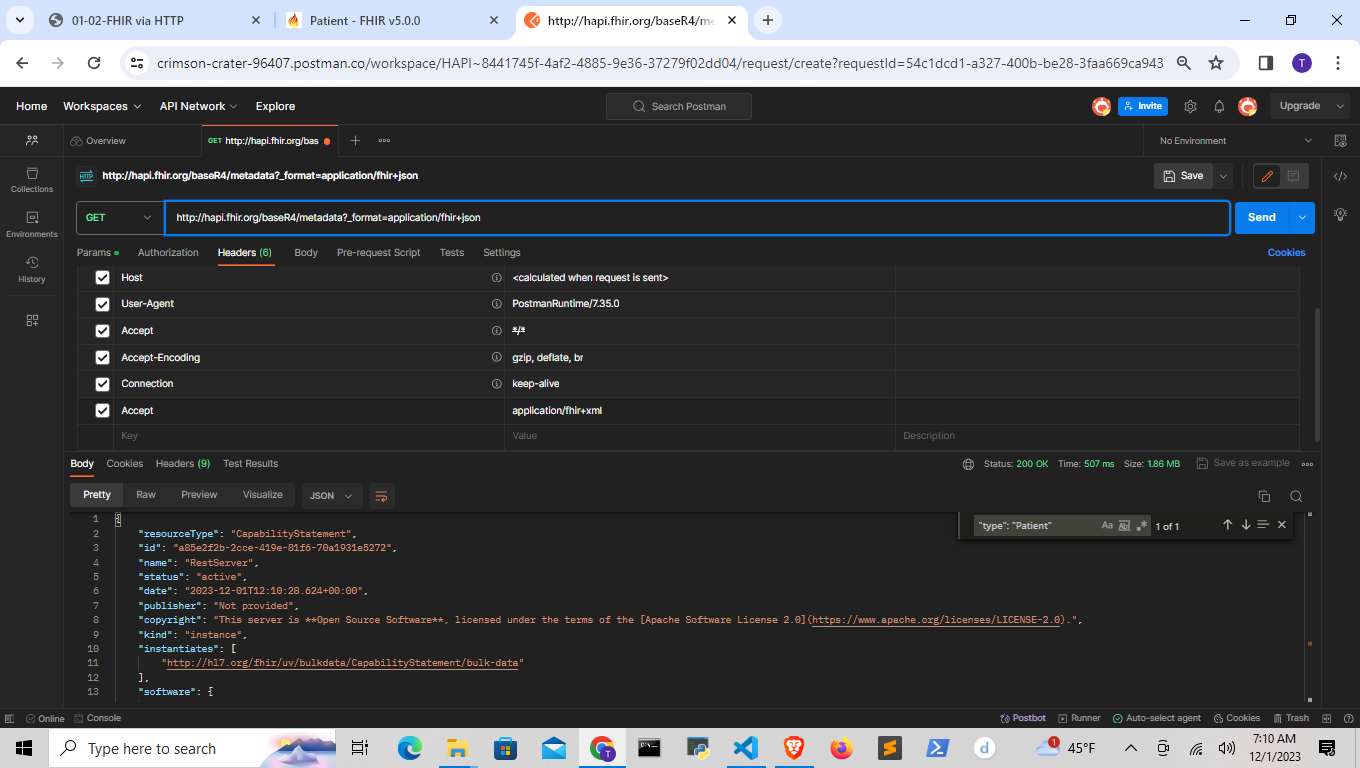 01-02-FHIR via HTTP
Patient - FHIR v5.0.0
http://hapi.fhir.org/baseR4/me
crimson-crater-96407.postman.co/workspace/HAPI~8441745f-4af2-4885-9e36-37279f02dd04/request/create?requestId=54c1dcd1-a327-400b-be28-3faa669ca943
T
Home Workspaces API Network Explore Search Postman Invite Upgrade
Overview GET http://hapi.fhir.org/bas No Environment
HTTP http://hapi.fhir.org/baseR4/metadata?_format=application/fhir+json Save
Collections
GET http://hapi.fhir.org/baseR4/metadata?_format=application/fhir+json Send
Environments
Params Authorization Headers (6) Body Pre-request Script Tests Settings Cookies
History
Host <calculated when request is sent>
User-Agent PostmanRuntime/7.35.0
Accept */*
Accept-Encoding gzip, deflate, br
Connection keep-alive
Accept application/fhir+xml
Key Value Description
Body Cookies Headers (9) Test Results Status: 200 OK Time: 507 ms Size: 1.86 MB Save as example
Pretty Raw Preview Visualize JSON
"type": "Patient" Aa ab .* 1 of 1
1 {
2 "resourceType": "CapabilityStatement",
3 "id": "a85e2f2b-2cce-419e-81f6-70a1931e5272",
4 "name": "RestServer",
5 "status": "active",
6 "date": "2023-12-01T12:10:28.624+00:00",
7 "publisher": "Not provided",
8 "copyright": "This server is **Open Source Software**, licensed under the terms of the [Apache Software License 2.0](https://www.apache.org/licenses/LICENSE-2.0).",
9 "kind": "instance",
10 "instantiates": [
11 "http://hl7.org/fhir/uv/bulkdata/CapabilityStatement/bulk-data"
12 ],
13 "software": {
Online Console Postbot Runner Auto-select agent Cookies Trash
Type here to search T d 1 45°F 7:10 AM
12/1/2023